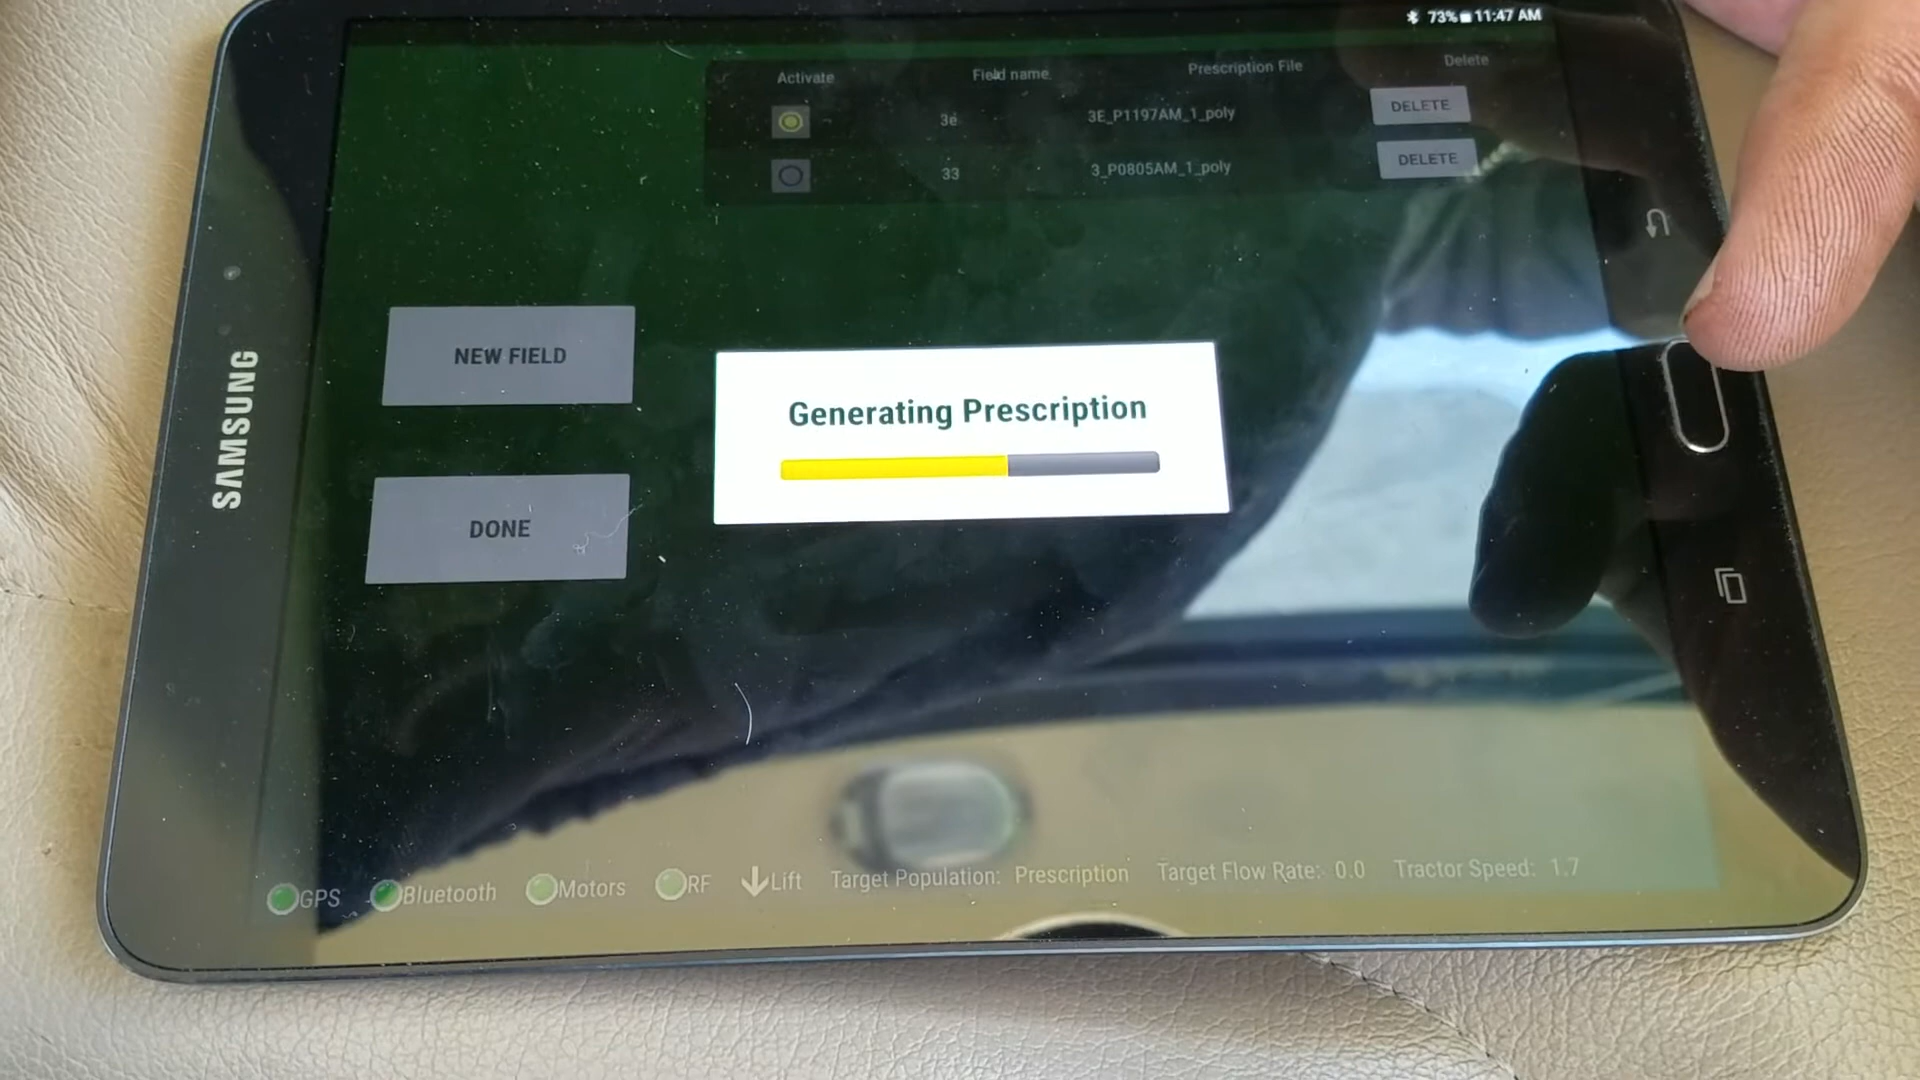 73% 11:47 AM
Activate Field name Prescription File Delete
3e 3E_P1197AM_1_poly DELETE
33 3_P0805AM_1_poly DELETE
NEW FIELD
Generating Prescription
DONE
SAMSUNG
GPS Bluetooth Motors RF Lift Target Population: Prescription Target Flow Rate: 0.0 Tractor Speed: 1.7